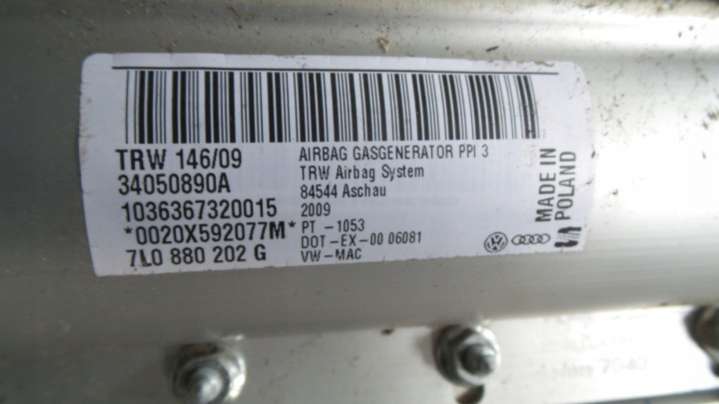 TRW 146/09
34050890A
1036367320015
*0020X592077M*
7L0 880 202 G
AIRBAG GASGENERATOR PPI 3
TRW Airbag System
84544 Aschau
2009
PT -1053
DOT-EX-00 06081
VW-MAC
MADE IN
POLAND